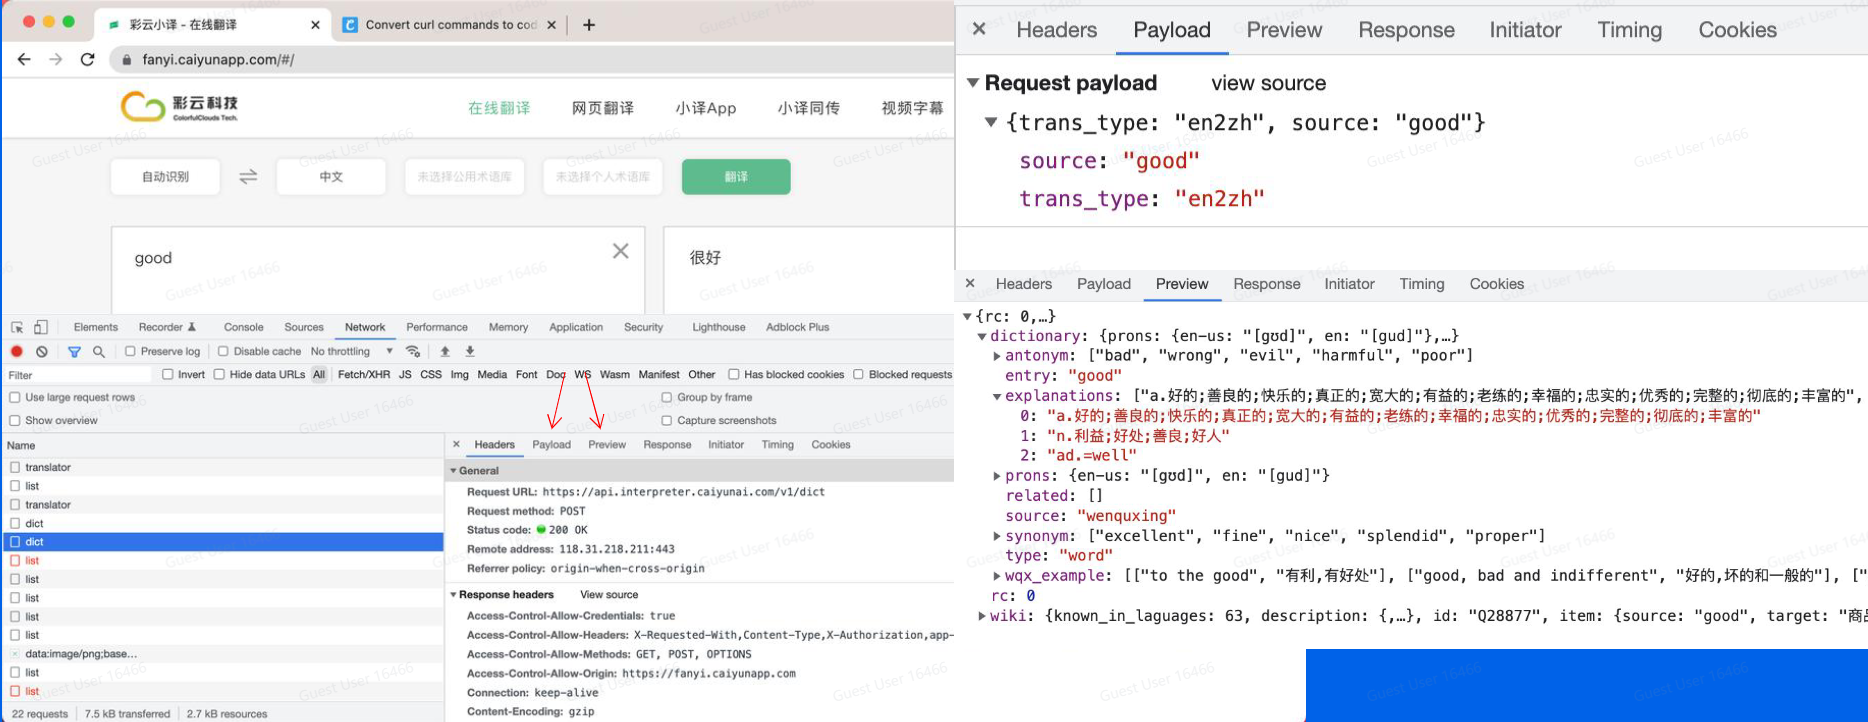 彩云小译 - 在线翻译
Convert curl commands to cod
fanyi.caiyunapp.com/#/
彩云科技
ColorfulClouds Tech.
在线翻译 网页翻译 小译App 小译同传 视频字幕
自动识别 中文 未选择公用术语库 未选择个人术语库 翻译
good
很好
Elements Recorder Console Sources Network Performance Memory Application Security Lighthouse Adblock Plus
Preserve log Disable cache No throttling
Filter Invert Hide data URLs All Fetch/XHR JS CSS Img Media Font Doc WS Wasm Manifest Other Has blocked cookies Blocked requests
Use large request rows Group by frame
Show overview Capture screenshots
Name
translator
list
translator
dict
dict
list
list
list
list
list
data:image/png;base...
list
list
22 requests 7.5 kB transferred 2.7 kB resources
Headers Payload Preview Response Initiator Timing Cookies
General
Request URL: https://api.interpreter.caiyunai.com/v1/dict
Request method: POST
Status code: 200 OK
Remote address: 118.31.218.211:443
Referrer policy: origin-when-cross-origin
Response headers View source
Access-Control-Allow-Credentials: true
Access-Control-Allow-Headers: X-Requested-With,Content-Type,X-Authorization,app-
Access-Control-Allow-Methods: GET, POST, OPTIONS
Access-Control-Allow-Origin: https://fanyi.caiyunapp.com
Connection: keep-alive
Content-Encoding: gzip
Headers Payload Preview Response Initiator Timing Cookies
Request payload view source
{trans_type: "en2zh", source: "good"}
source: "good"
trans_type: "en2zh"
Headers Payload Preview Response Initiator Timing Cookies
{rc: 0,…}
dictionary: {prons: {en-us: "[gʊd]", en: "[gud]"},…}
antonym: ["bad", "wrong", "evil", "harmful", "poor"]
entry: "good"
explanations: ["a.好的;善良的;快乐的;真正的;宽大的;有益的;老练的;幸福的;忠实的;优秀的;完整的;彻底的;丰富的",
0: "a.好的;善良的;快乐的;真正的;宽大的;有益的;老练的;幸福的;忠实的;优秀的;完整的;彻底的;丰富的"
1: "n.利益;好处;善良;好人"
2: "ad.=well"
prons: {en-us: "[gʊd]", en: "[gud]"}
related: []
source: "wenquxing"
synonym: ["excellent", "fine", "nice", "splendid", "proper"]
type: "word"
wqx_example: [["to the good", "有利,有好处"], ["good, bad and indifferent", "好的,坏的和一般的"], ["
rc: 0
wiki: {known_in_laguages: 63, description: {,…}, id: "Q28877", item: {source: "good", target: "商品
Guest User 16466